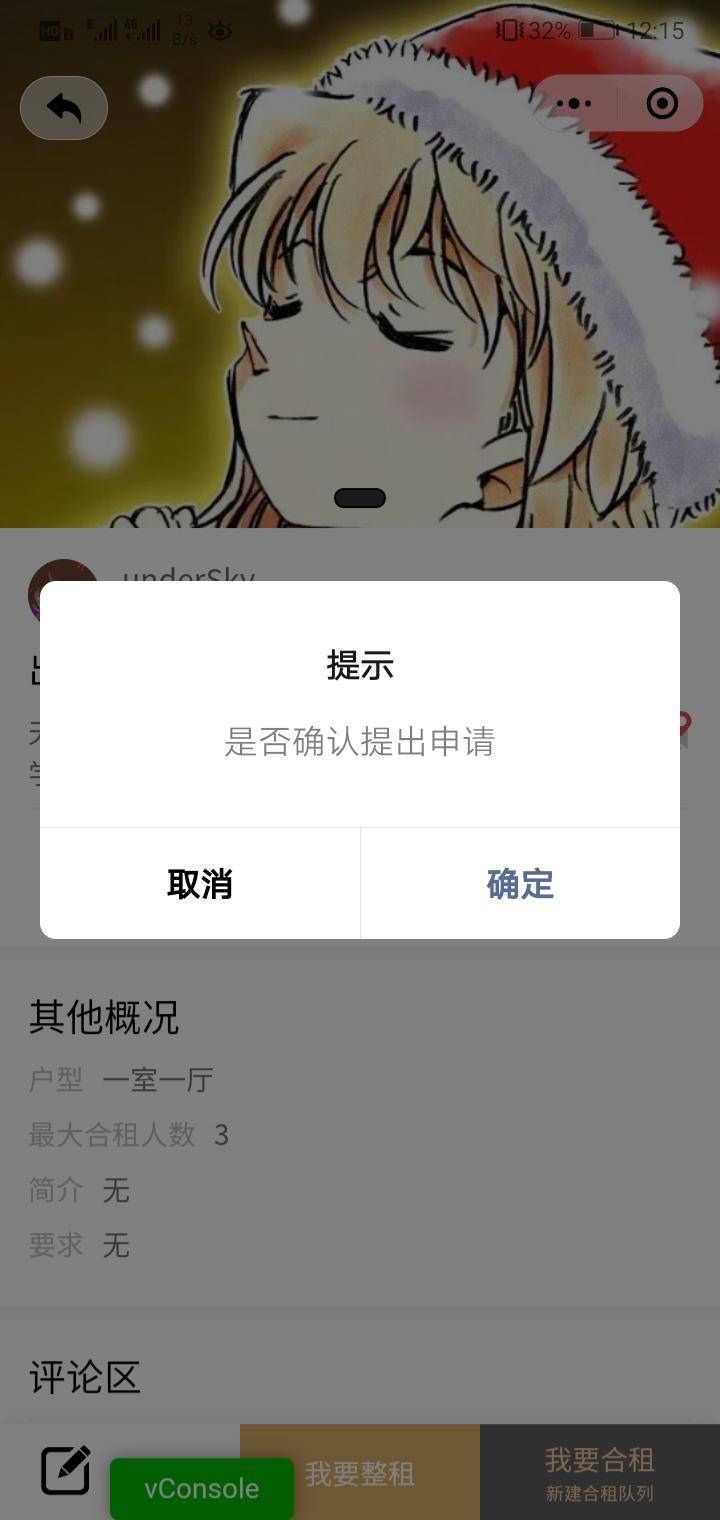 HD 2 E 4G 13 B/s 32% 12:15
underSky
提示
是否确认提出申请
取消 确定
其他概况
户型 一室一厅
最大合租人数 3
简介 无
要求 无
评论区
vConsole
我要整租
我要合租
新建合租队列